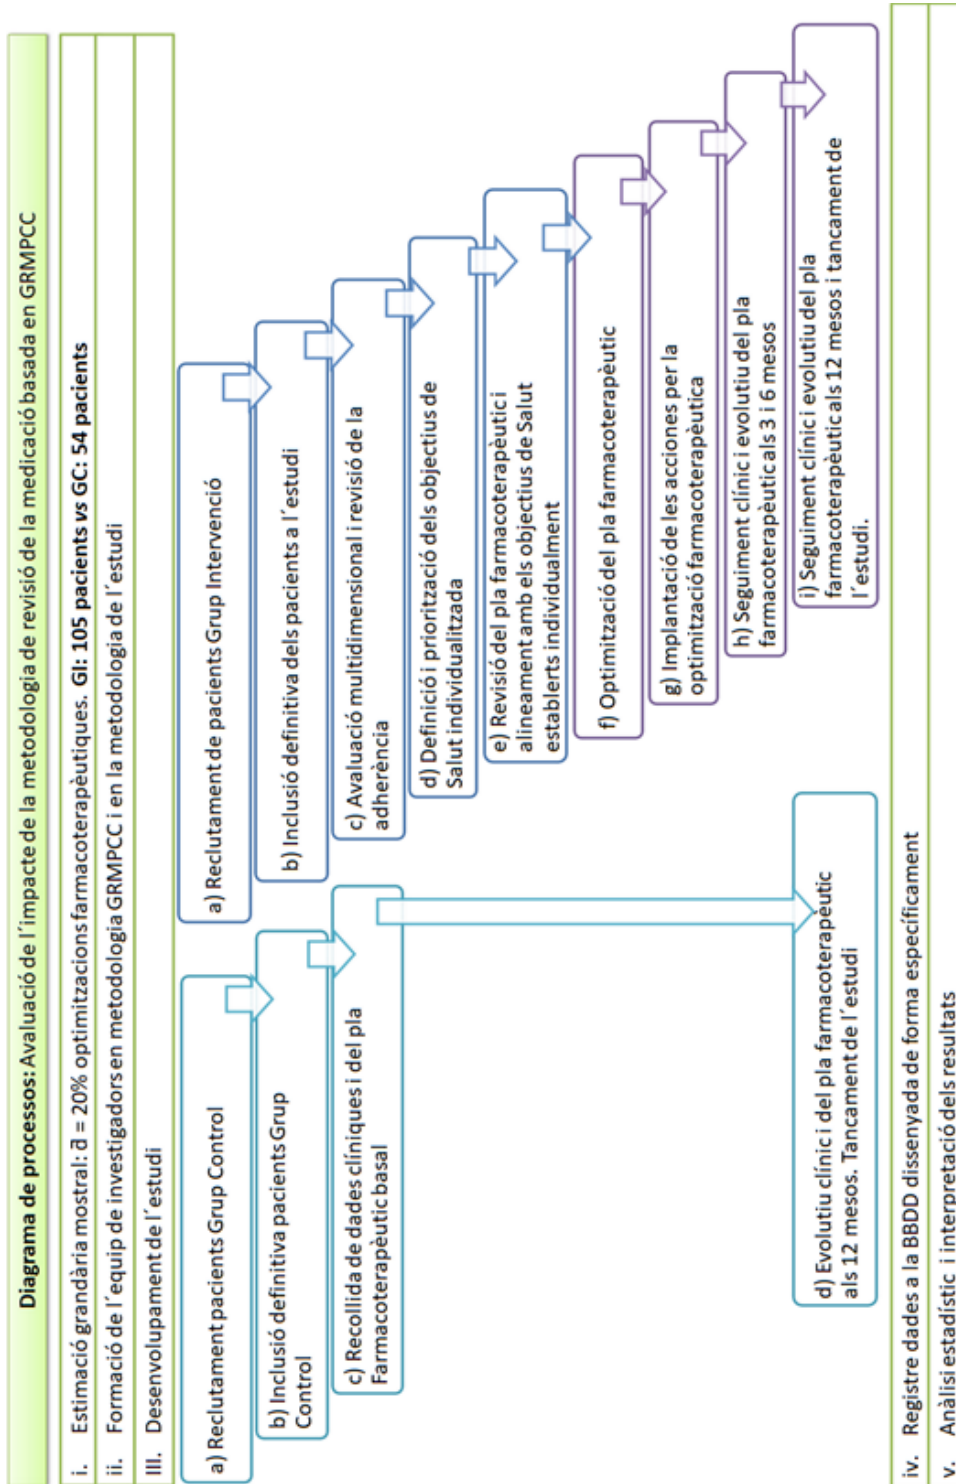 Diagrama de processos: Avaluació de l´impacte de la metodologia de revisió de la medicació basada en GRMPCC
i. Estimació grandària mostral: đ = 20% optimitzacions farmacoterapèutiques. GI: 105 pacients vs GC: 54 pacients
ii. Formació de l´equip de investigadors en metodologia GRMPCC i en la metodologia de l´estudi
III. Desenvolupament de l´estudi
a) Reclutament pacients Grup Control
b) Inclusió definitiva pacients Grup
Control
c) Recollida de dades clíniques i del pla
Farmacoterapèutic basal
d) Evolutiu clínic i del pla farmacoterapèutic
als 12 mesos. Tancament de l´estudi
a) Reclutament de pacients Grup Intervenció
b) Inclusió definitiva dels pacients a l´estudi
c) Avaluació multidimensional i revisió de la
adherència
d) Definició i priorització dels objectius de
Salut individualitzada
e) Revisió del pla farmacoterapèutic i
alineament amb els objectius de Salut
establerts individualment
f) Optimització del pla farmacoterapèutic
g) Implantació de les acciones per la
optimització farmacoterapèutica
h) Seguiment clínic i evolutiu del pla
farmacoterapèutic als 3 i 6 mesos
i) Seguiment clínic i evolutiu del pla
farmacoterapèutic als 12 mesos i tancament de
l´estudi.
iv. Registre dades a la BBDD dissenyada de forma específicament
v. Anàlisi estadístic i interpretació dels resultats